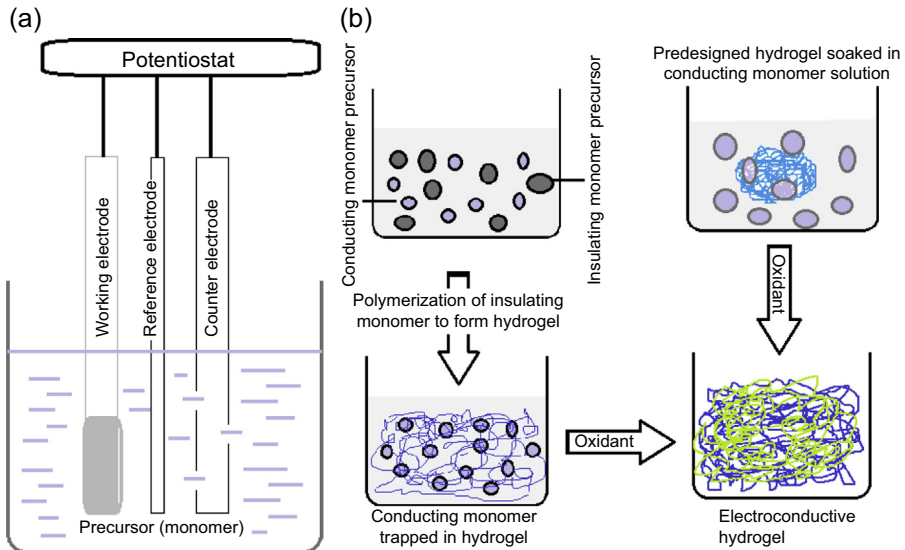 (a)
Potentiostat
Working electrode
Reference electrode
Counter electrode
Precursor (monomer)
(b)
Conducting monomer precursor
Insulating monomer precursor
Polymerization of insulating
monomer to form hydrogel
Conducting monomer
trapped in hydrogel
Oxidant
Predesigned hydrogel soaked in
conducting monomer solution
Oxidant
Electroconductive
hydrogel